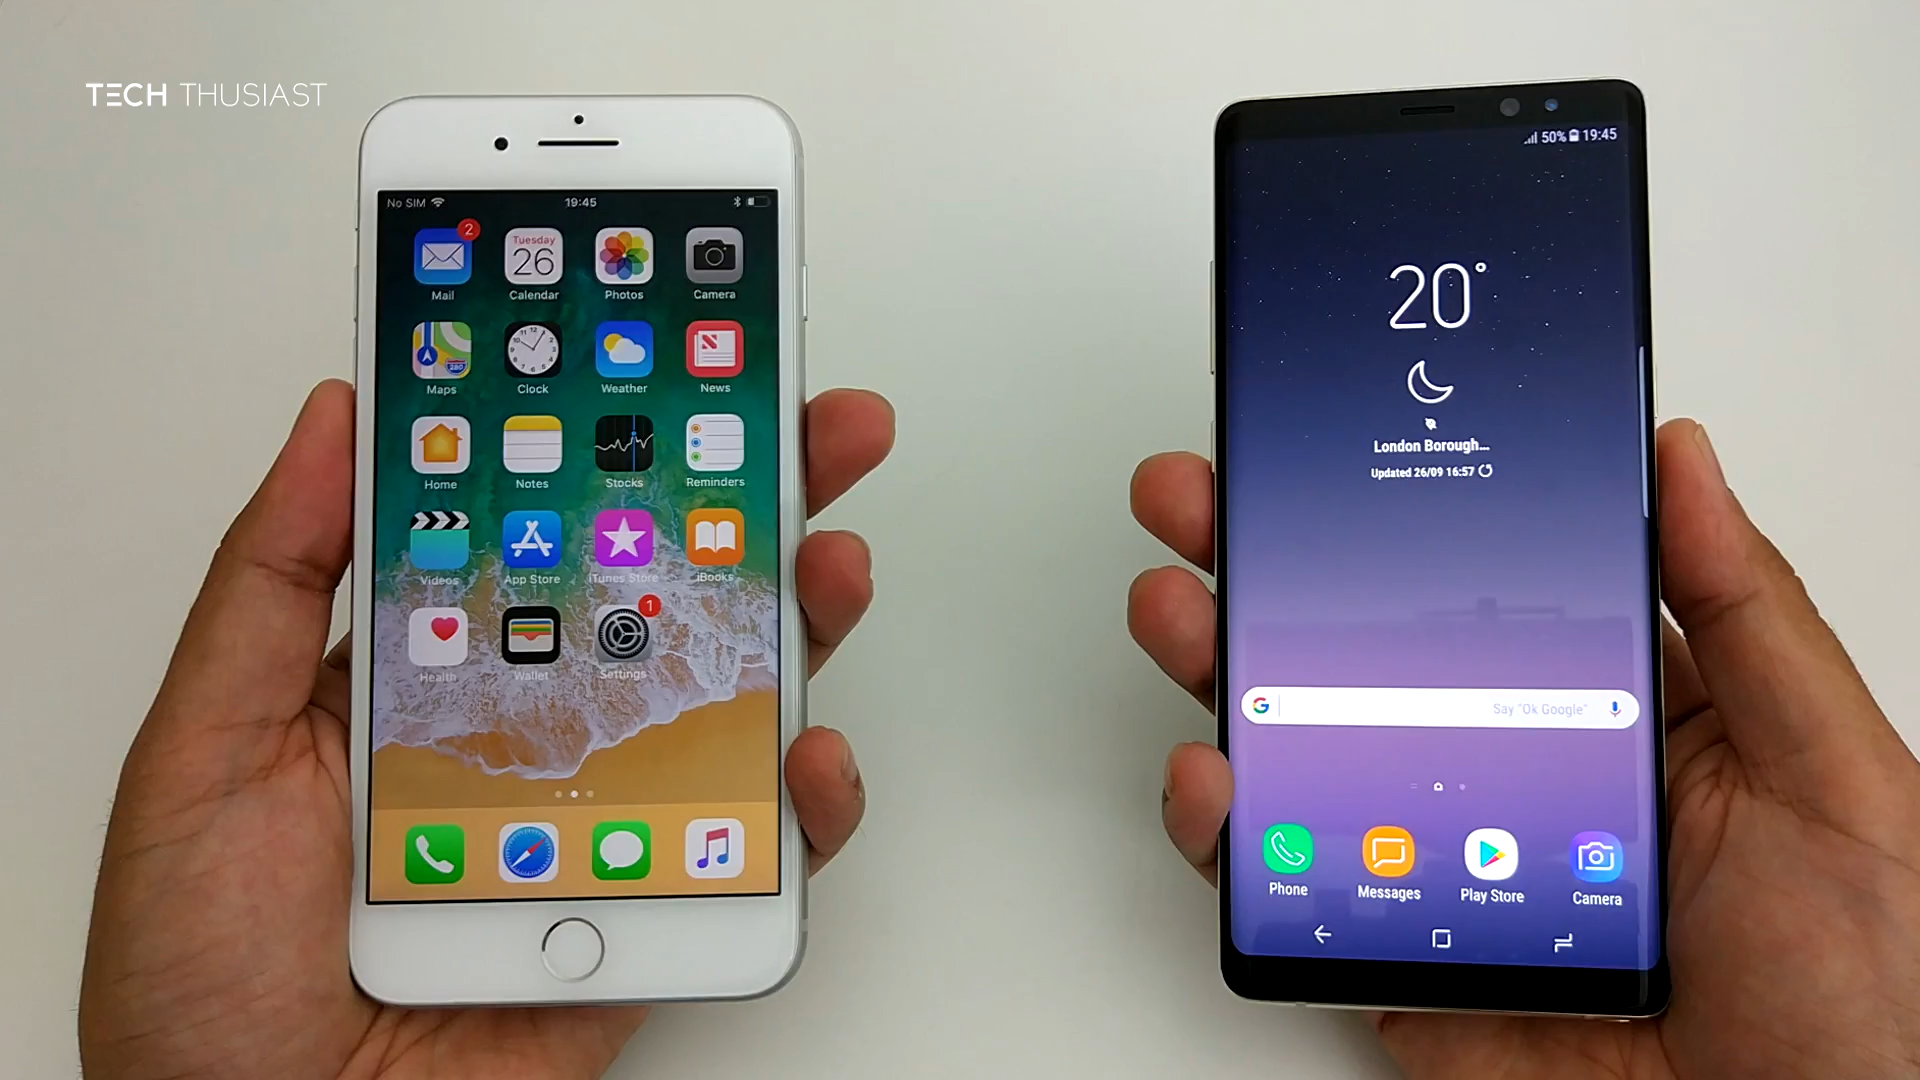 TECH THUSIAST
No SIM 19:45
2
Tuesday
26
Mail Calendar Photos Camera
280
Maps Clock Weather News
Home Notes Stocks Reminders
Videos App Store iTunes Store iBooks
1
Health Wallet Settings
50% 19:45
20°
London Borough...
Updated 26/09 16:57
G Say "Ok Google"
Phone Messages Play Store Camera